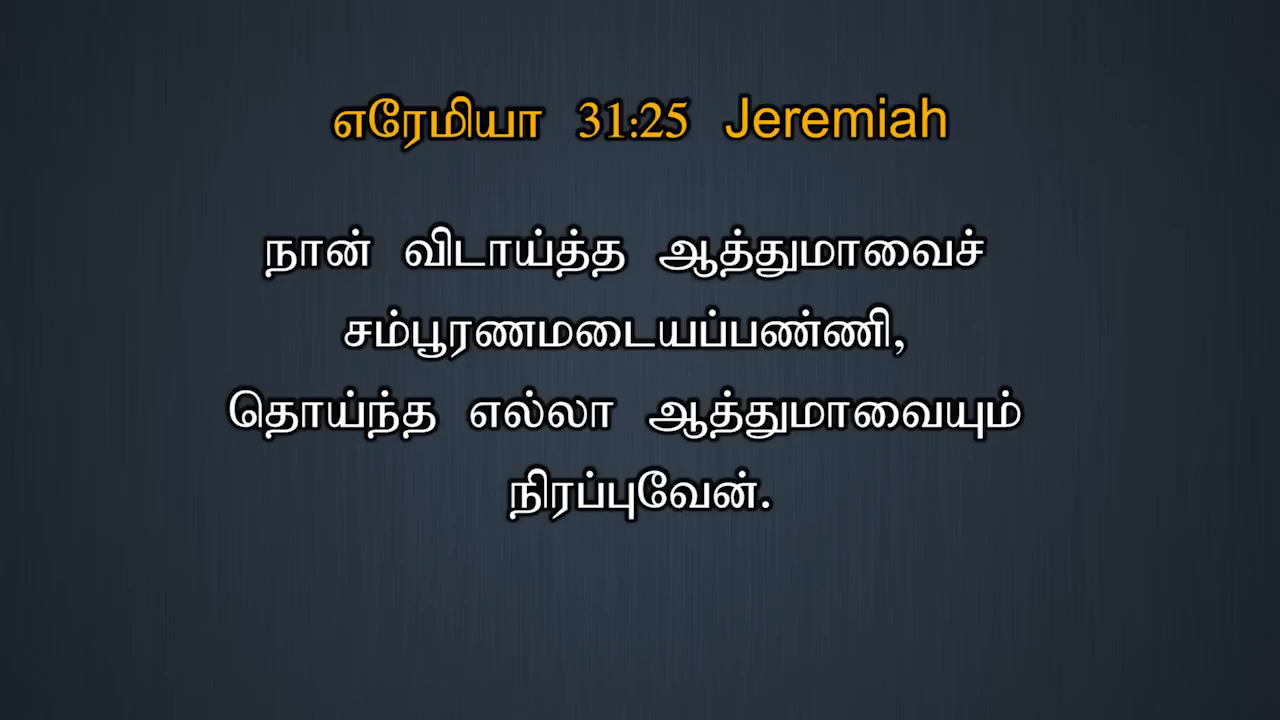 எரேமியா 31:25 Jeremiah
நான் விடாய்த்த ஆத்துமாவைச்
சம்பூரணமடையப்பண்ணி,
தொய்ந்த எல்லா ஆத்துமாவையும்
நிரப்புவேன்.